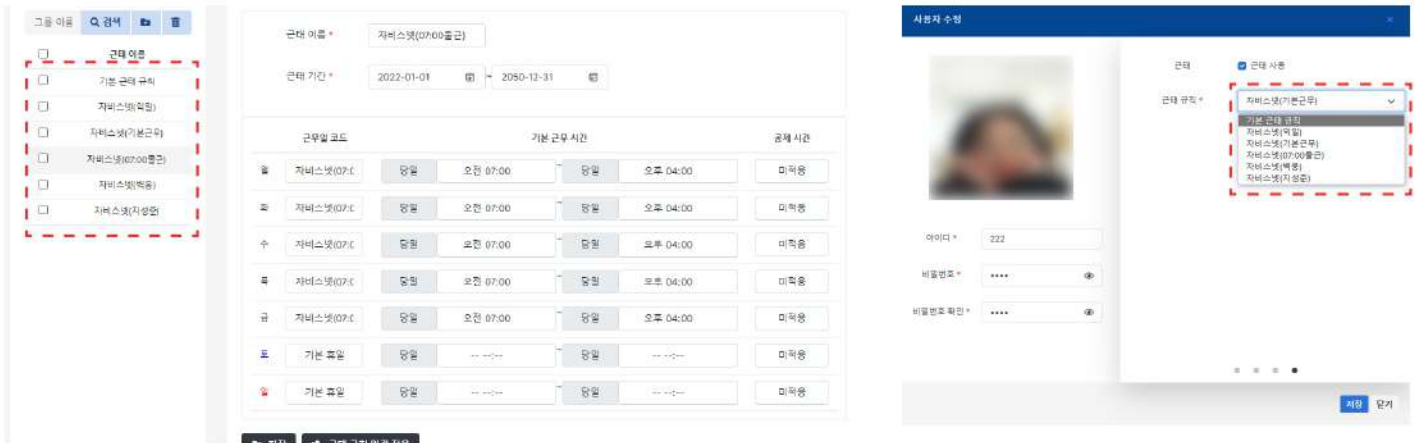 그룹 이름 검색
근태 이름
기본 근태 규칙
자비스넷(익일)
자비스넷(기본근무)
자비스넷(07:00출근)
자비스넷(백용)
자비스넷(지성준)
근태 이름 * 자비스넷(07:00출근)
근태 기간 * 2022-01-01 ~ 2050-12-31
근무일 코드 기본 근무 시간 공제 시간
월 자비스넷(07:0 당일 오전 07:00 ~ 당일 오후 04:00 미적용
화 자비스넷(07:0 당일 오전 07:00 ~ 당일 오후 04:00 미적용
수 자비스넷(07:0 당일 오전 07:00 ~ 당일 오후 04:00 미적용
목 자비스넷(07:0 당일 오전 07:00 ~ 당일 오후 04:00 미적용
금 자비스넷(07:0 당일 오전 07:00 ~ 당일 오후 04:00 미적용
토 기본 휴일 당일 -- --:-- ~ 당일 -- --:-- 미적용
일 기본 휴일 당일 -- --:-- ~ 당일 -- --:-- 미적용
사용자 수정
근태 근태 사용
근태 규칙 * 자비스넷(기본근무)
기본 근태 규칙
자비스넷(익일)
자비스넷(기본근무)
자비스넷(07:00출근)
자비스넷(백용)
자비스넷(지성준)
아이디 * 222
비밀번호 * ••••
비밀번호 확인 * ••••
저장 닫기